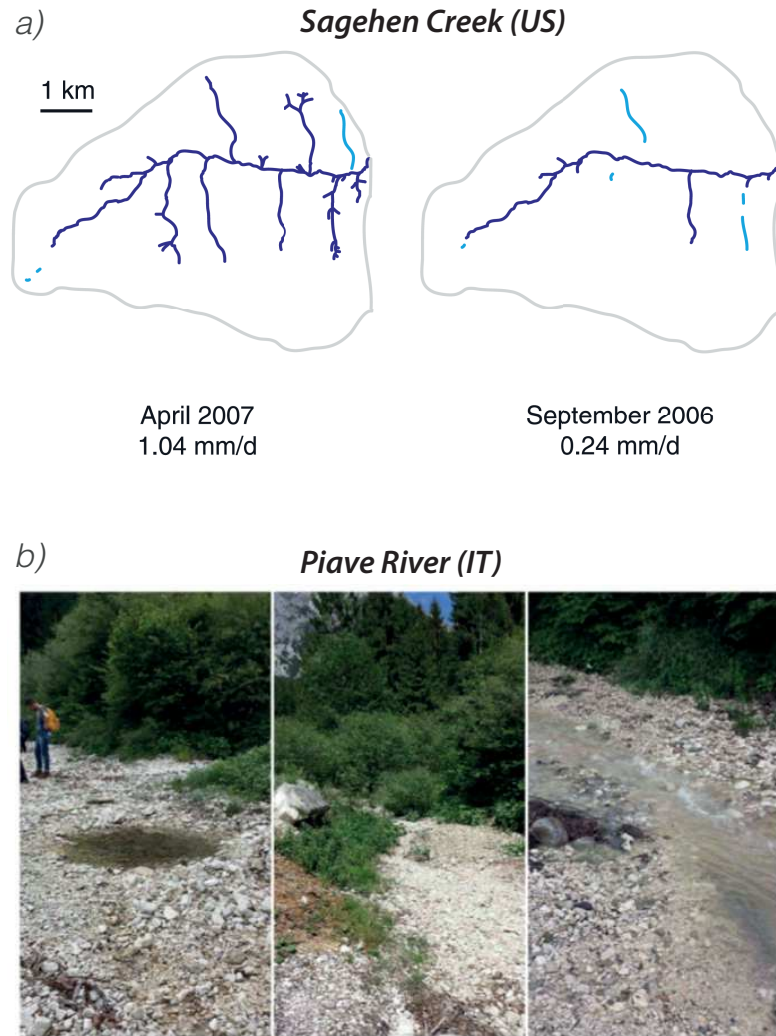 a)
Sagehen Creek (US)
1 km
April 2007
1.04 mm/d
September 2006
0.24 mm/d
b)
Piave River (IT)